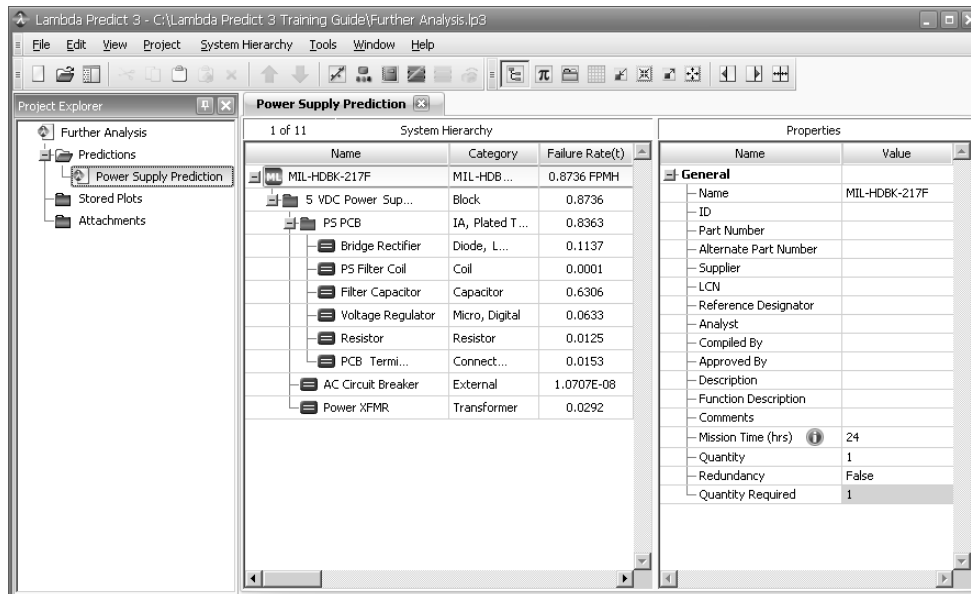 Lambda Predict 3 - C:\Lambda Predict 3 Training Guide\Further Analysis.lp3
File Edit View Project System Hierarchy Tools Window Help
Project Explorer
Further Analysis
Predictions
Power Supply Prediction
Stored Plots
Attachments
Power Supply Prediction
1 of 11 System Hierarchy
Name Category Failure Rate(t)
ML MIL-HDBK-217F MIL-HDB... 0.8736 FPMH
5 VDC Power Sup... Block 0.8736
PS PCB IA, Plated T... 0.8363
Bridge Rectifier Diode, L... 0.1137
PS Filter Coil Coil 0.0001
Filter Capacitor Capacitor 0.6306
Voltage Regulator Micro, Digital 0.0633
Resistor Resistor 0.0125
PCB Termi... Connect... 0.0153
AC Circuit Breaker External 1.0707E-08
Power XFMR Transformer 0.0292
Properties
Name Value
General
Name MIL-HDBK-217F
ID
Part Number
Alternate Part Number
Supplier
LCN
Reference Designator
Analyst
Compiled By
Approved By
Description
Function Description
Comments
Mission Time (hrs) 24
Quantity 1
Redundancy False
Quantity Required 1